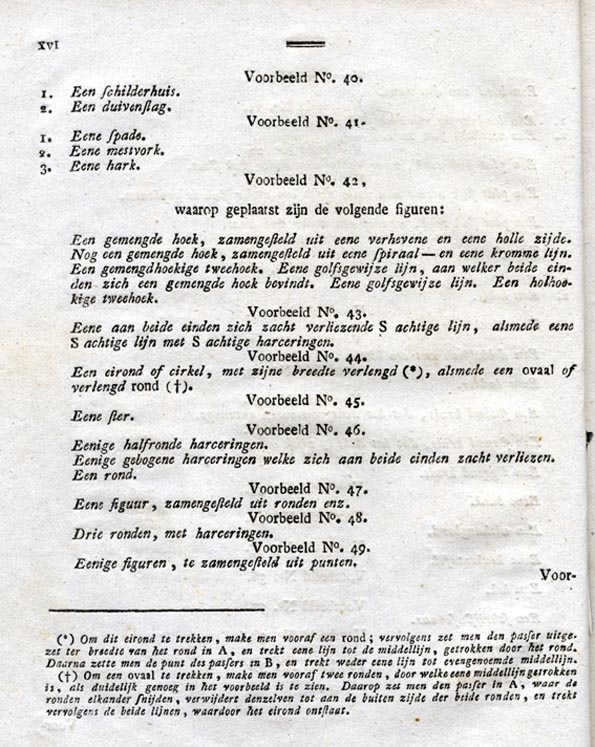 XVI
Voorbeeld N°. 40.
1. Een ſchilderhuis.
2. Een duivenſlag.
Voorbeeld N°. 41.
1. Eene ſpade.
2. Eene mestvork.
3. Eene hark.
Voorbeeld N°. 42,
waarop geplaatst zijn de volgende figuren:
Een gemengde hoek, zamengeſteld uit eene verhevene en eene holle zijde.
Nog een gemengde hoek, zamengeſteld uit eene ſpiraal — en eene kromme lijn.
Een gemengdhoekige tweehoek. Eene golfsgewijze lijn, aan welker beide ein-
den zich een gemengde hoek bevindt. Eene golfsgewijze lijn. Een holhoe-
kige tweehoek.
Voorbeeld N°. 43.
Eene aan beide einden zich zacht verliezende S achtige lijn, alsmede eene
S achtige lijn met S achtige harceringen.
Voorbeeld N°. 44.
Een eirond of cirkel, met zijne breedte verlengd (*), alsmede een ovaal of
verlengd rond (†).
Voorbeeld N°. 45.
Eene ſter.
Voorbeeld N°. 46.
Eenige halfronde harceringen.
Eenige gebogene harceringen welke zich aan beide einden zacht verliezen.
Een rond.
Voorbeeld N°. 47.
Eene figuur, zamengeſteld uit ronden enz.
Voorbeeld N°. 48.
Drie ronden, met harceringen.
Voorbeeld N°. 49.
Eenige figuren, te zamengeſteld uit punten.
Voor-
(*) Om dit eirond te trekken, make men vooraf een rond; vervolgens zet men den pasſer uitge-
zet ter breedte van het rond in A, en trekt eene lijn tot de middellijn, getrokken door het rond.
Daarna zette men de punt des pasſers in B, en trekt weder eene lijn tot evengenoemde middellijn.
(†) Om een ovaal te trekken, make men vooraf twee ronden, door welke eene middellijn getrokken
is, als duidelijk genoeg in het voorbeeld is te zien. Daarop zet men den pasſer in A, waar de
ronden elkander ſnijden, verwijdert denzelven tot aan de buiten zijde der beide ronden, en trekt
vervolgens de beide lijnen, waardoor het eirond ontſtaat.